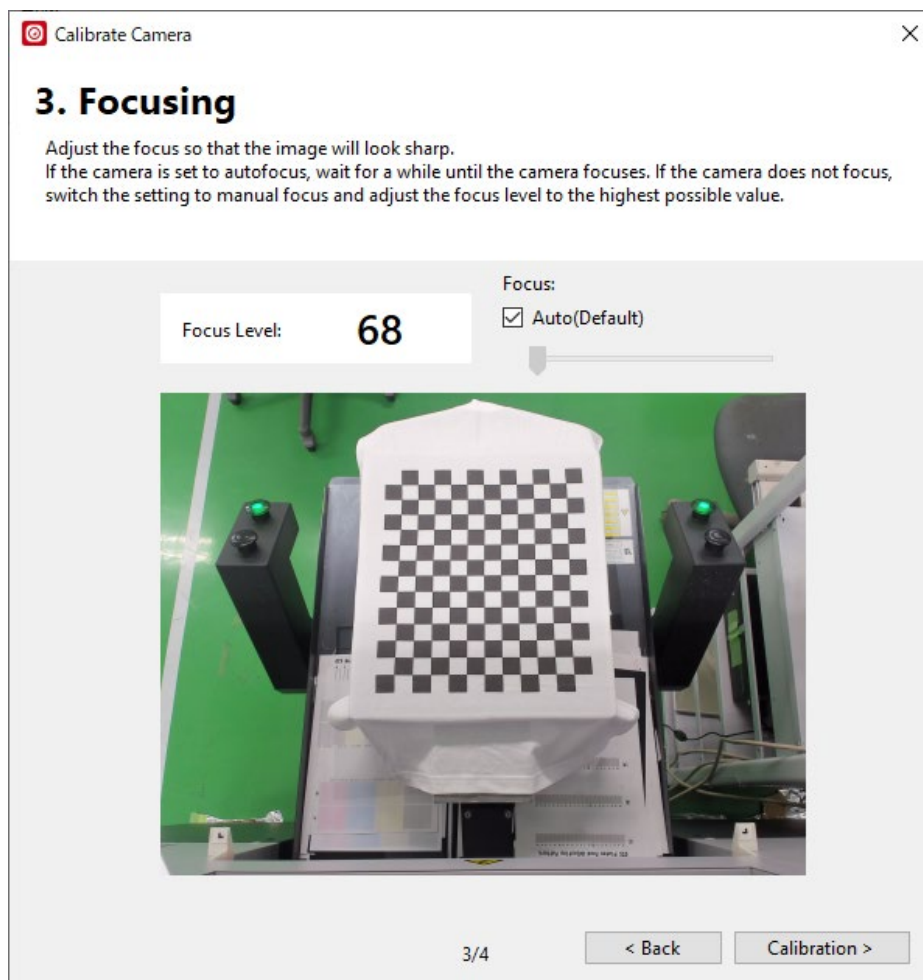 Calibrate Camera
3. Focusing
Adjust the focus so that the image will look sharp.
If the camera is set to autofocus, wait for a while until the camera focuses. If the camera does not focus,
switch the setting to manual focus and adjust the focus level to the highest possible value.
Focus:
Focus Level: 68
Auto(Default)
3/4
< Back
Calibration >